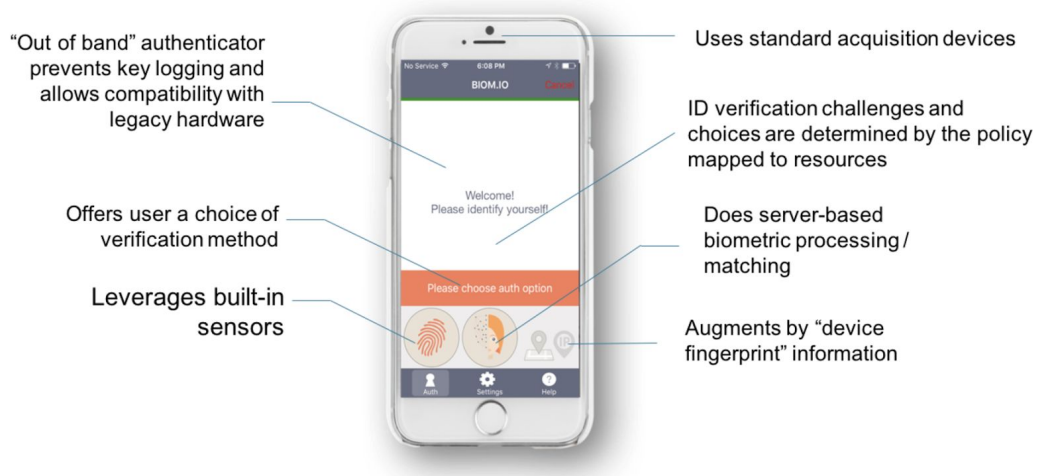 “Out of band” authenticator
prevents key logging and
allows compatibility with
legacy hardware
Offers user a choice of
verification method
Leverages built-in
sensors
No Service
6:08 PM
BIOM.IO
Cancel
Welcome!
Please identify yourself!
Please choose auth option
IP
Auth
Settings
Help
Uses standard acquisition devices
ID verification challenges and
choices are determined by the policy
mapped to resources
Does server-based
biometric processing /
matching
Augments by “device
fingerprint” information